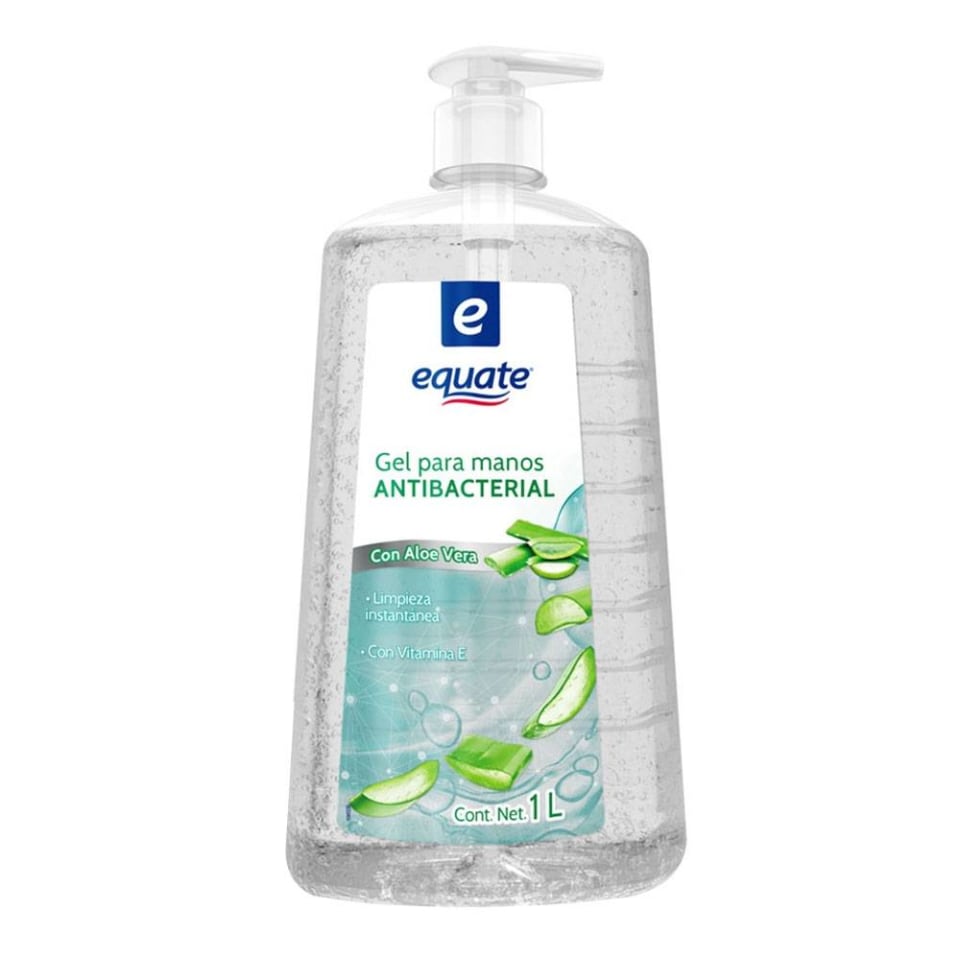 e
equate
Gel para manos
ANTIBACTERIAL
Con Aloe Vera
• Limpieza
instantanea
• Con Vitamina E
Cont. Net. 1 L